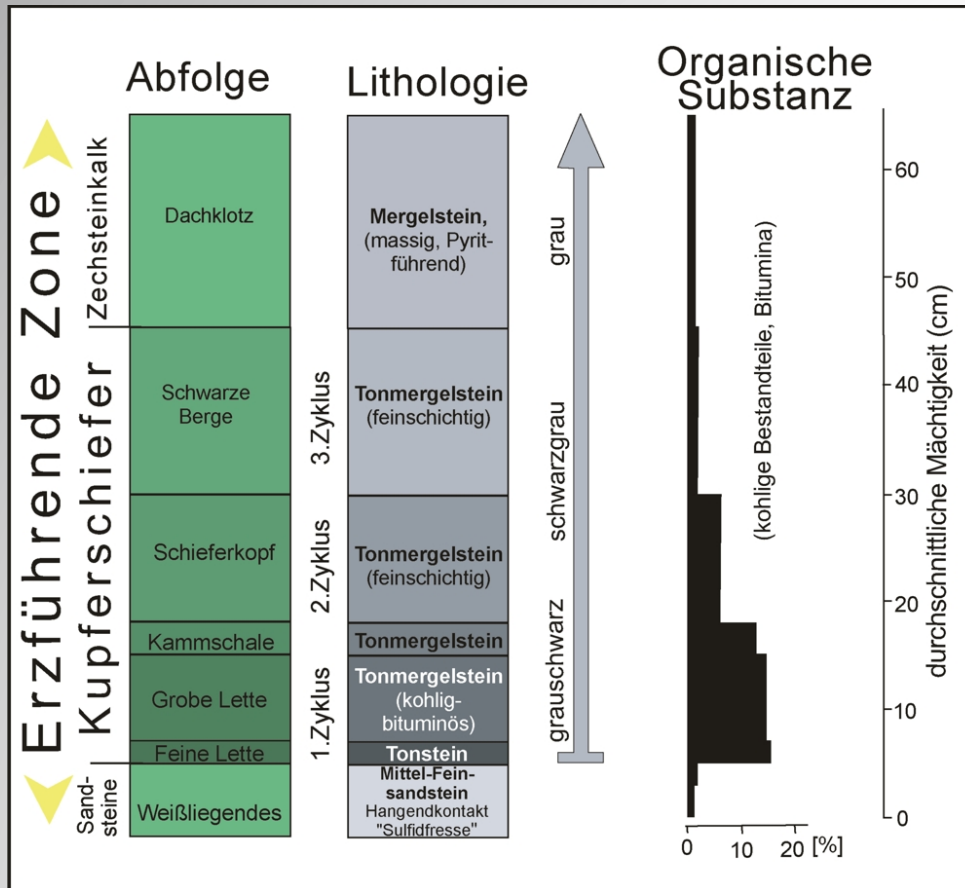 Abfolge
Lithologie
Organische
Substanz
Erzführende Zone
Zechsteinkalk
Kupferschiefer
Sand-
steine
Dachklotz
Schwarze
Berge
Schieferkopf
Kammschale
Grobe Lette
Feine Lette
Weißliegendes
3.Zyklus
2.Zyklus
1.Zyklus
Mergelstein,
(massig, Pyrit-
führend)
Tonmergelstein
(feinschichtig)
Tonmergelstein
(feinschichtig)
Tonmergelstein
Tonmergelstein
(kohlig-
bituminös)
Tonstein
Mittel-Fein-
sandstein
Hangendkontakt
"Sulfidfresse"
grau
schwarzgrau
grauschwarz
(kohlige Bestandteile, Bitumina)
0 10 20 [%]
60
50
40
30
20
10
0
durchschnittliche Mächtigkeit (cm)